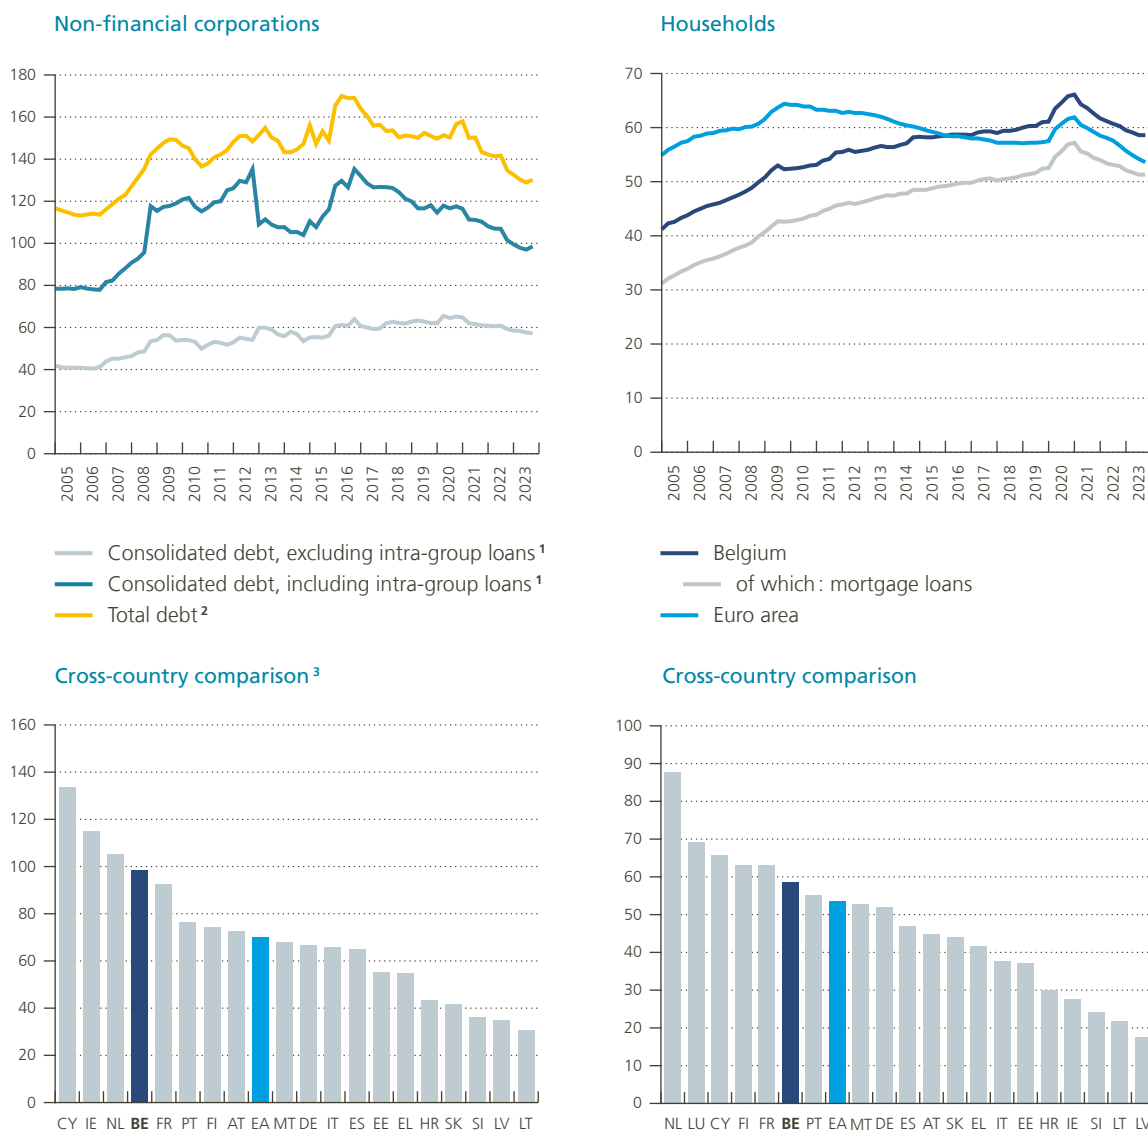 Non-financial corporations
180
160
140
120
100
80
60
40
20
0
2005 2006 2007 2008 2009 2010 2011 2012 2013 2014 2015 2016 2017 2018 2019 2020 2021 2022 2023
Consolidated debt, excluding intra-group loans 1
Consolidated debt, including intra-group loans 1
Total debt 2
Households
70
60
50
40
30
20
10
0
2005 2006 2007 2008 2009 2010 2011 2012 2013 2014 2015 2016 2017 2018 2019 2020 2021 2022 2023
Belgium
of which : mortgage loans
Euro area
Cross-country comparison 3
160
140
120
100
80
60
40
20
0
CY IE NL BE FR PT FI AT EA MT DE IT ES EE EL HR SK SI LV LT
Cross-country comparison
100
90
80
70
60
50
40
30
20
10
0
NL LU CY FI FR BE PT EA MT DE ES AT SK EL IT EE HR IE SI LT LV